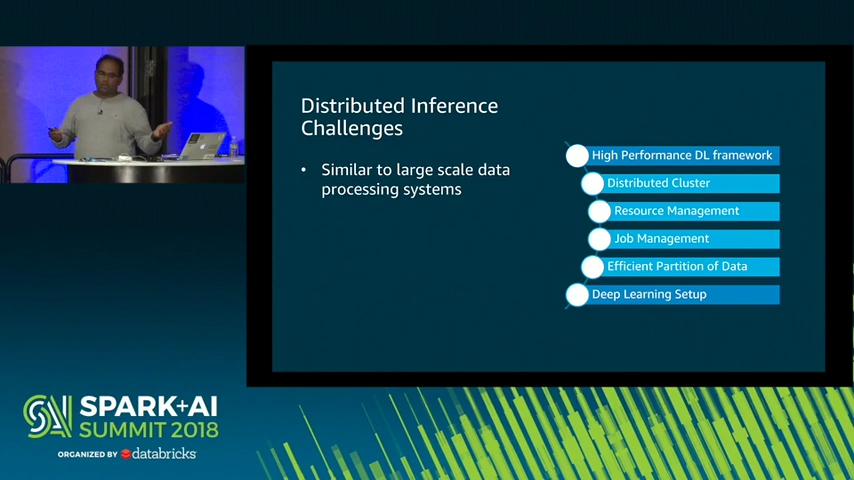 Distributed Inference
Challenges
• Similar to large scale data
processing systems
High Performance DL framework
Distributed Cluster
Resource Management
Job Management
Efficient Partition of Data
Deep Learning Setup
SPARK+AI
SUMMIT 2018
ORGANIZED BY databricks